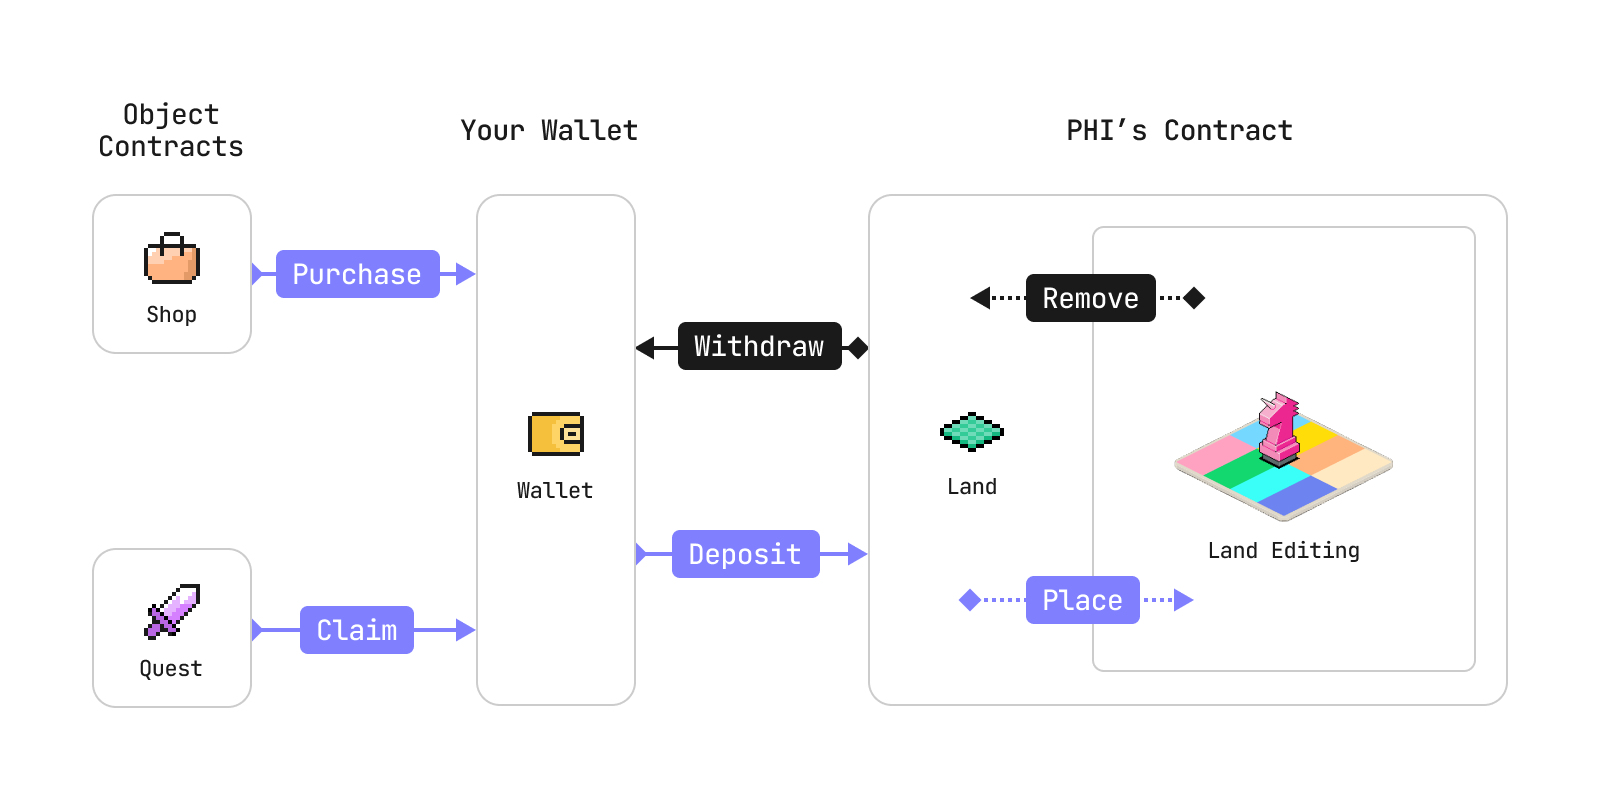 Object
Contracts
Your Wallet
PHI’s Contract
Shop
Purchase
Remove
Withdraw
Wallet
Land
Land Editing
Deposit
Place
Claim
Quest